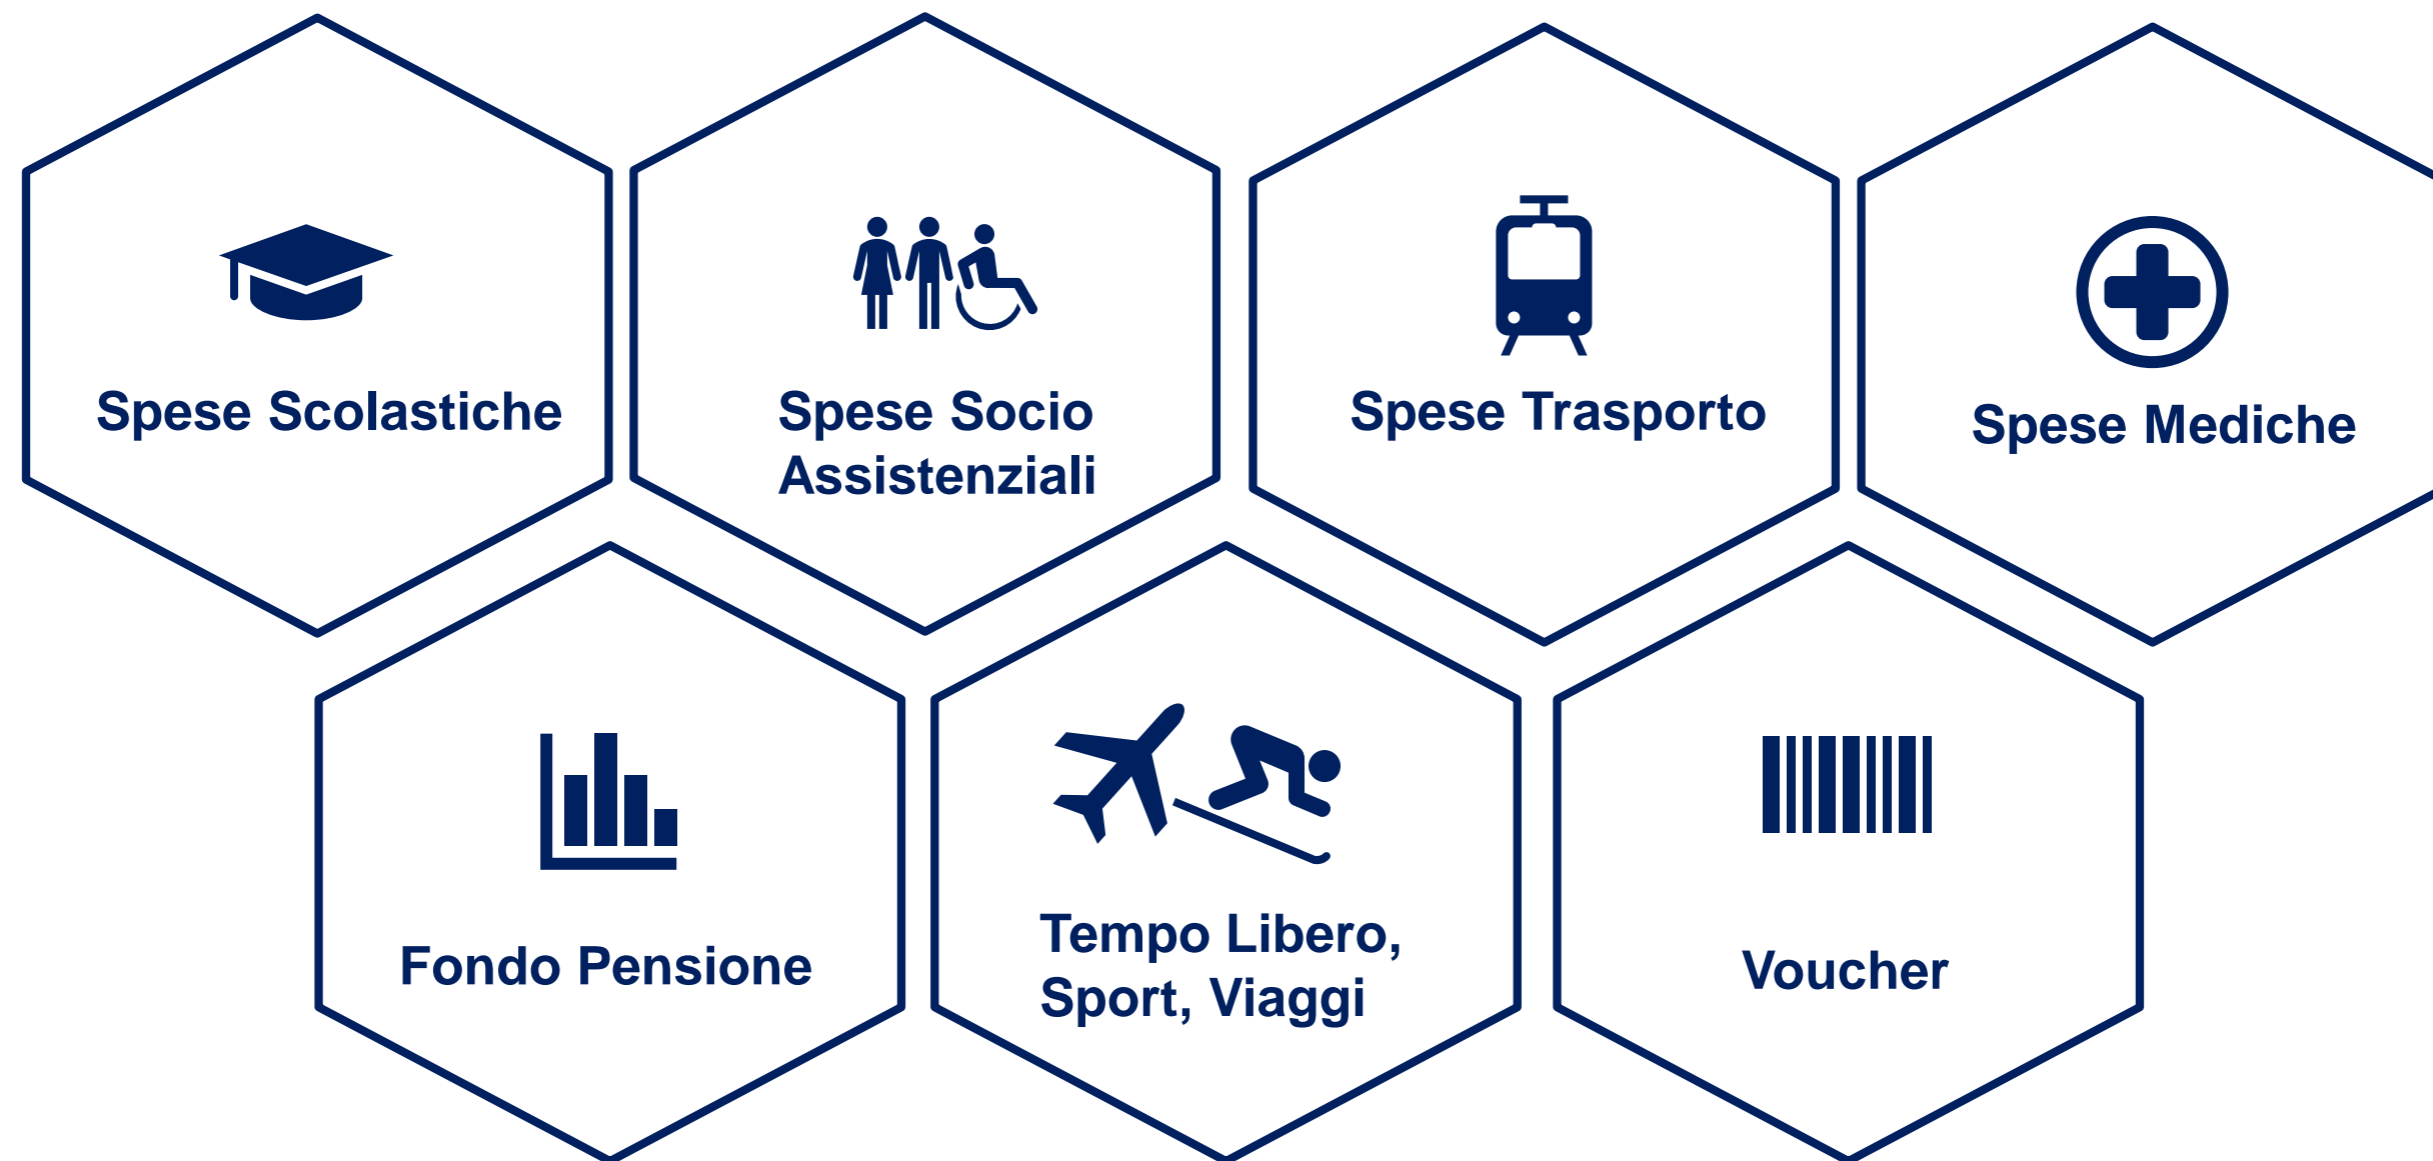 Spese Scolastiche
Spese Socio
Assistenziali
Spese Trasporto
Spese Mediche
Fondo Pensione
Tempo Libero,
Sport, Viaggi
Voucher